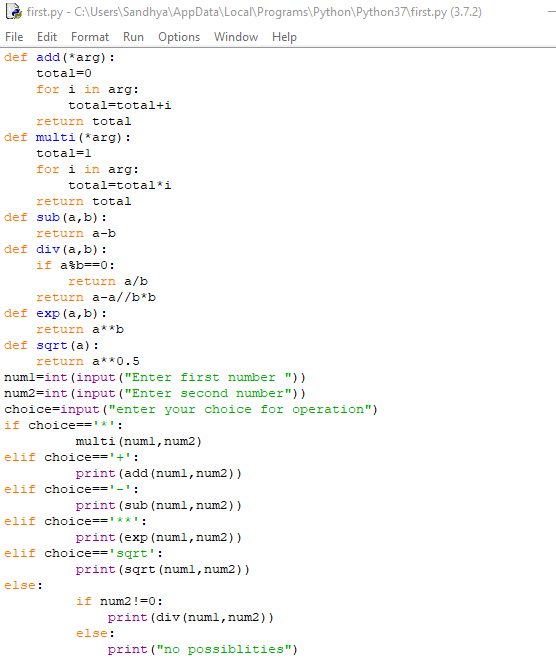 first.py - C:\Users\Sandhya\AppData\Local\Programs\Python\Python37\first.py (3.7.2)
File Edit Format Run Options Window Help
def add(*arg):
    total=0
    for i in arg:
        total=total+i
    return total
def multi(*arg):
    total=1
    for i in arg:
        total=total*i
    return total
def sub(a,b):
    return a-b
def div(a,b):
    if a%b==0:
        return a/b
    return a-a//b*b
def exp(a,b):
    return a**b
def sqrt(a):
    return a**0.5
num1=int(input("Enter first number "))
num2=int(input("Enter second number"))
choice=input("enter your choice for operation")
if choice=='*':
         multi(num1,num2)
elif choice=='+':
         print(add(num1,num2))
elif choice=='-':
         print(sub(num1,num2))
elif choice=='**':
         print(exp(num1,num2))
elif choice=='sqrt':
         print(sqrt(num1,num2))
else:
         if num2!=0:
             print(div(num1,num2))
         else:
             print("no possiblities")